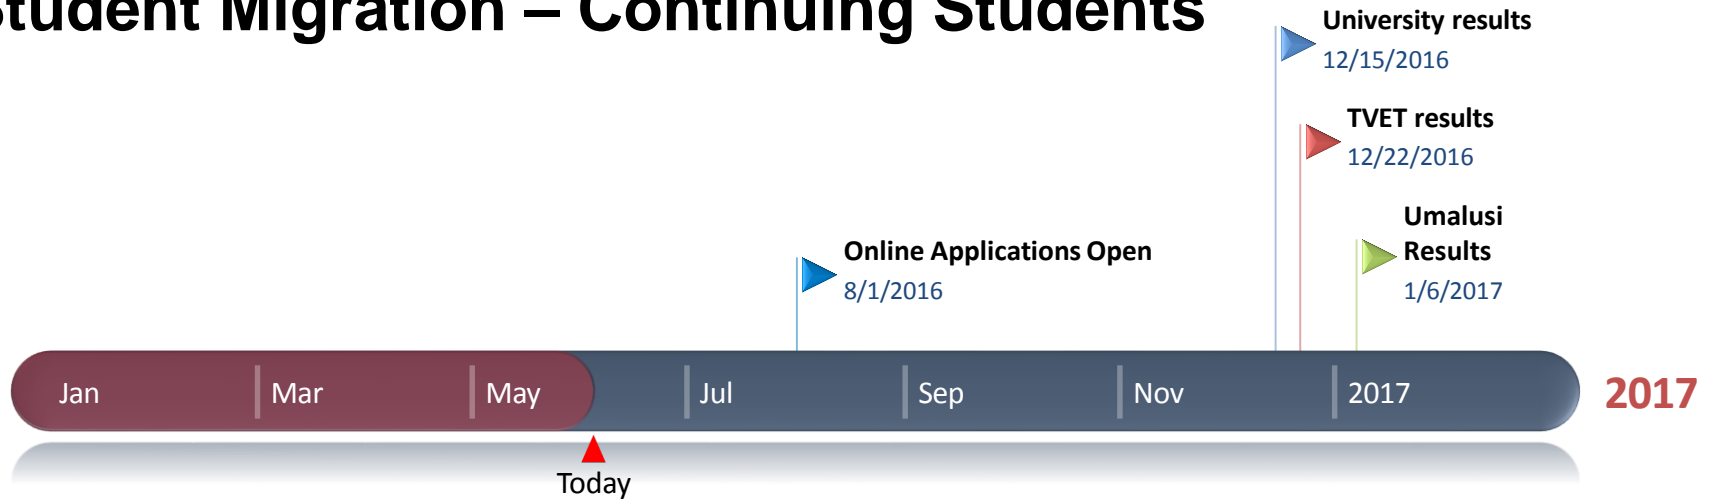 Student Migration – Continuing Students
University results
12/15/2016
TVET results
12/22/2016
Umalusi
Results
1/6/2017
Online Applications Open
8/1/2016
Jan
Mar
May
Jul
Sep
Nov
2017
2017
Today